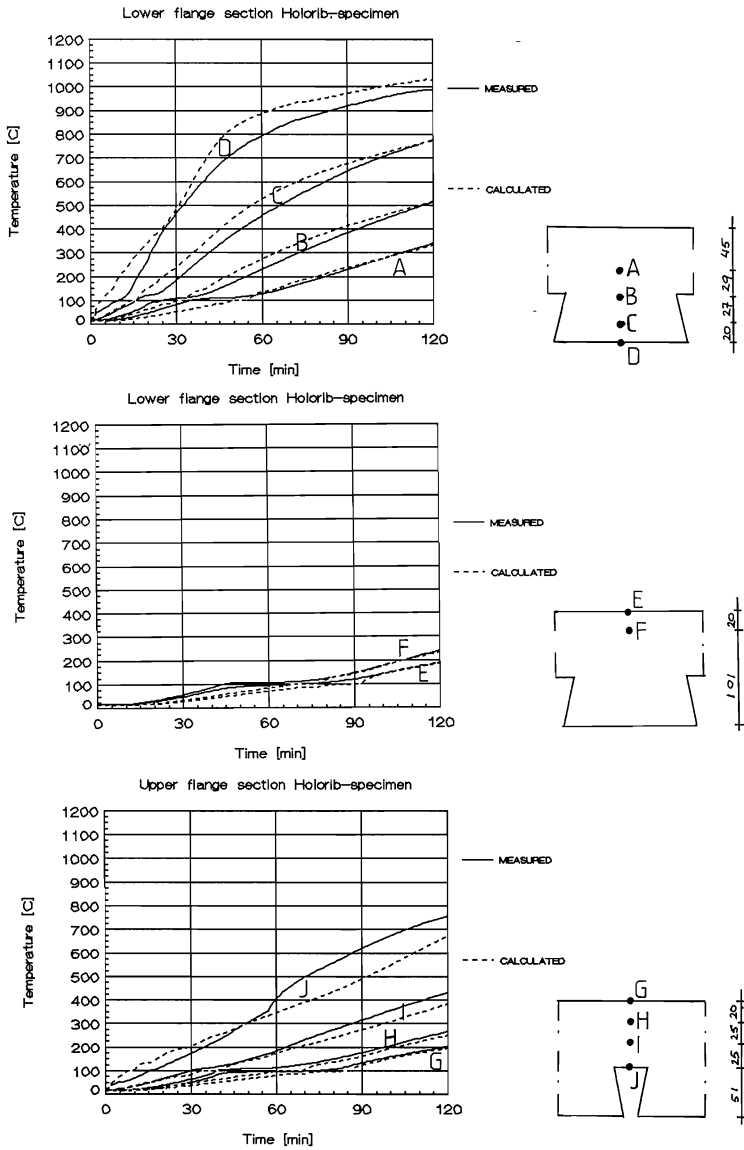 Lower flange section Holorib-specimen
1200
1100
1000
900
800
700
600
500
400
300
200
100
0
0 30 60 90 120
Temperature [C]
Time [min]
D
C
B
A
MEASURED
CALCULATED
A
B
C
D
45
29
27
20
Lower flange section Holorib-specimen
1200
1100
1000
900
800
700
600
500
400
300
200
100
0
0 30 60 90 120
Temperature [C]
Time [min]
F
E
MEASURED
CALCULATED
E
F
20
101
Upper flange section Holorib-specimen
1200
1100
1000
900
800
700
600
500
400
300
200
100
0
0 30 60 90 120
Temperature [C]
Time [min]
J
I
H
G
MEASURED
CALCULATED
G
H
I
J
20
25
25
51